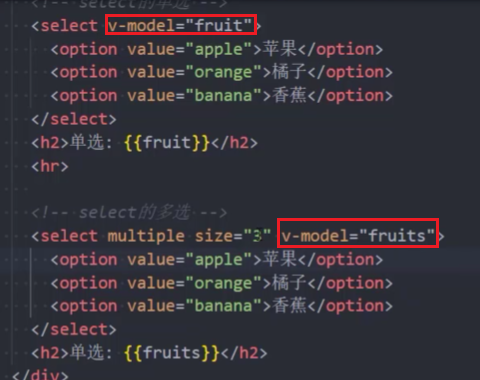 <!-- select的单选 -->
<select v-model="fruit">
<option value="apple">苹果</option>
<option value="orange">橘子</option>
<option value="banana">香蕉</option>
</select>
<h2>单选: {{fruit}}</h2>
<hr>
<!-- select的多选 -->
<select multiple size="3" v-model="fruits">
<option value="apple">苹果</option>
<option value="orange">橘子</option>
<option value="banana">香蕉</option>
</select>
<h2>单选: {{fruits}}</h2>
</div>